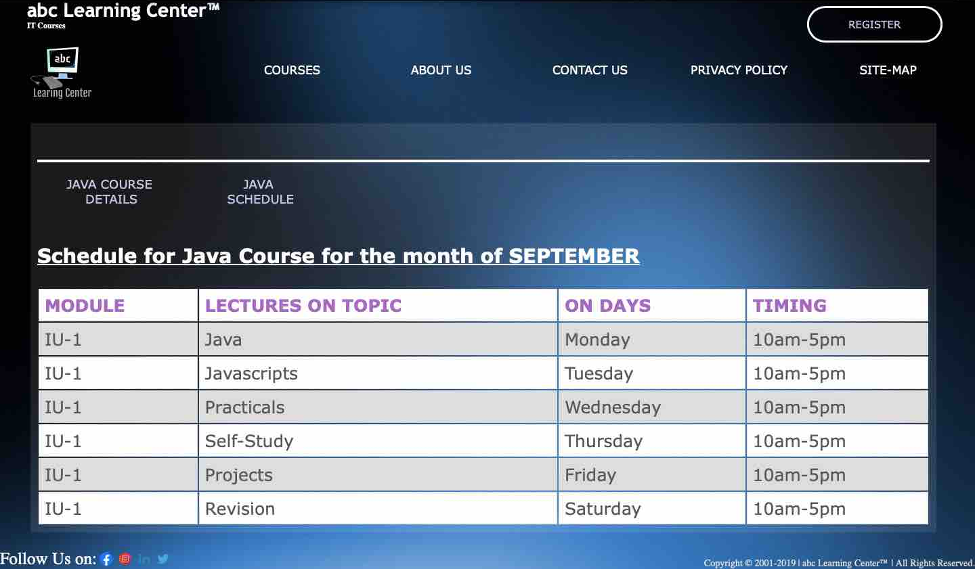 abc Learning Center™
IT Courses
REGISTER
abc
Learing Center
COURSES ABOUT US CONTACT US PRIVACY POLICY SITE-MAP
JAVA COURSE
DETAILS
JAVA
SCHEDULE
Schedule for Java Course for the month of SEPTEMBER
MODULE LECTURES ON TOPIC ON DAYS TIMING
IU-1 Java Monday 10am-5pm
IU-1 Javascripts Tuesday 10am-5pm
IU-1 Practicals Wednesday 10am-5pm
IU-1 Self-Study Thursday 10am-5pm
IU-1 Projects Friday 10am-5pm
IU-1 Revision Saturday 10am-5pm
Follow Us on:
Copyright © 2001-2019 | abc Learning Center™ | All Rights Reserved.